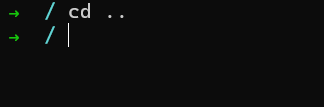 → / cd ..
→ /